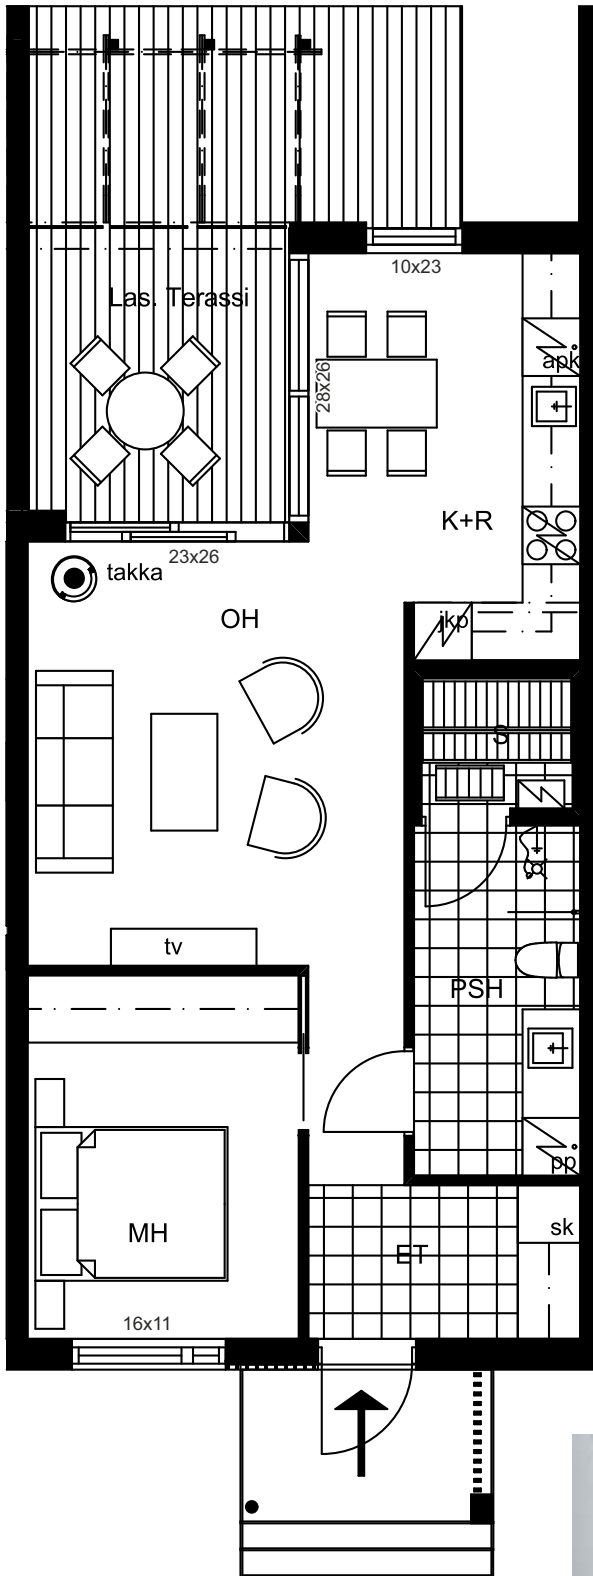 10x23
Las. Terassi
apk
28x26
K+R
23x26
takka
OH
jkp
S
tv
PSH
pp
MH
ET
sk
16x11